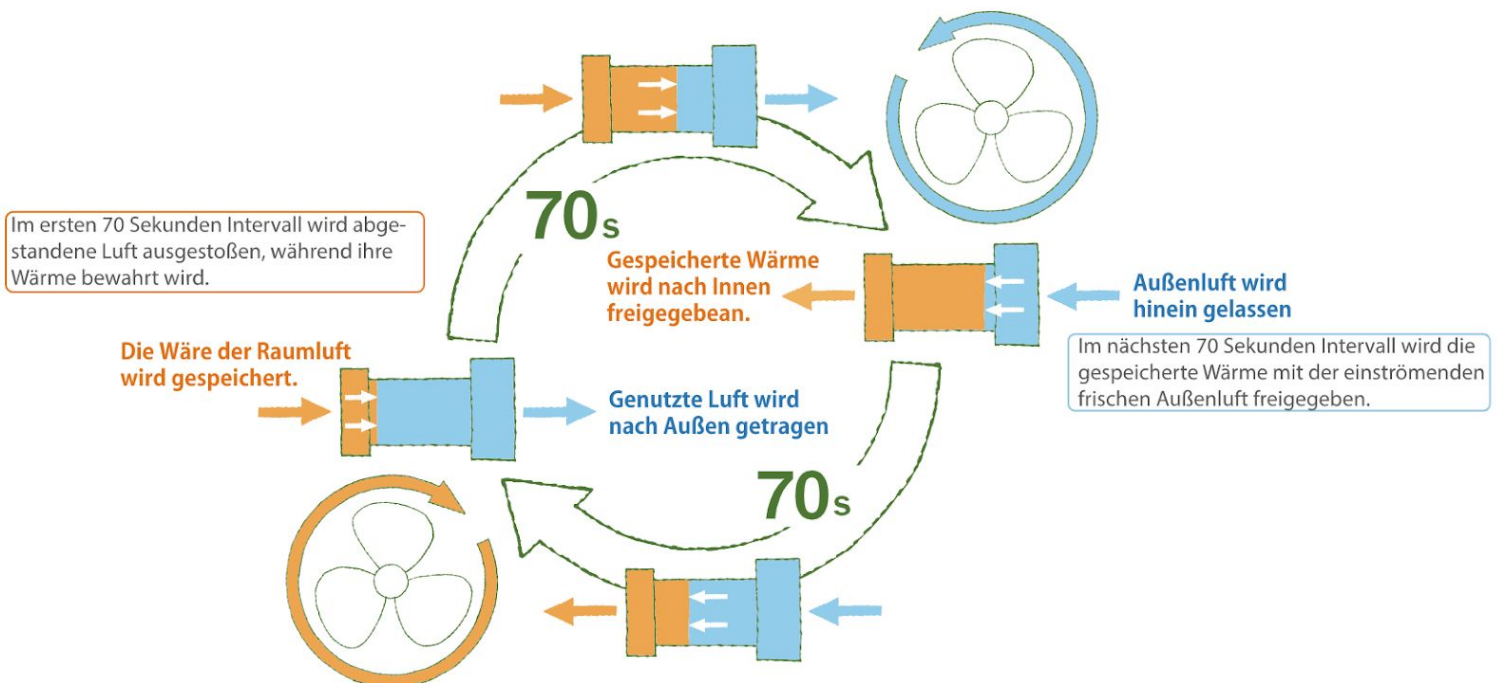 70s
Im ersten 70 Sekunden Intervall wird abge-
standene Luft ausgestoßen, während ihre
Wärme bewahrt wird.
Gespeicherte Wärme
wird nach Innen
freigegebean.
Außenluft wird
hinein gelassen
Im nächsten 70 Sekunden Intervall wird die
gespeicherte Wärme mit der einströmenden
frischen Außenluft freigegeben.
Die Wäre der Raumluft
wird gespeichert.
Genutzte Luft wird
nach Außen getragen
70s